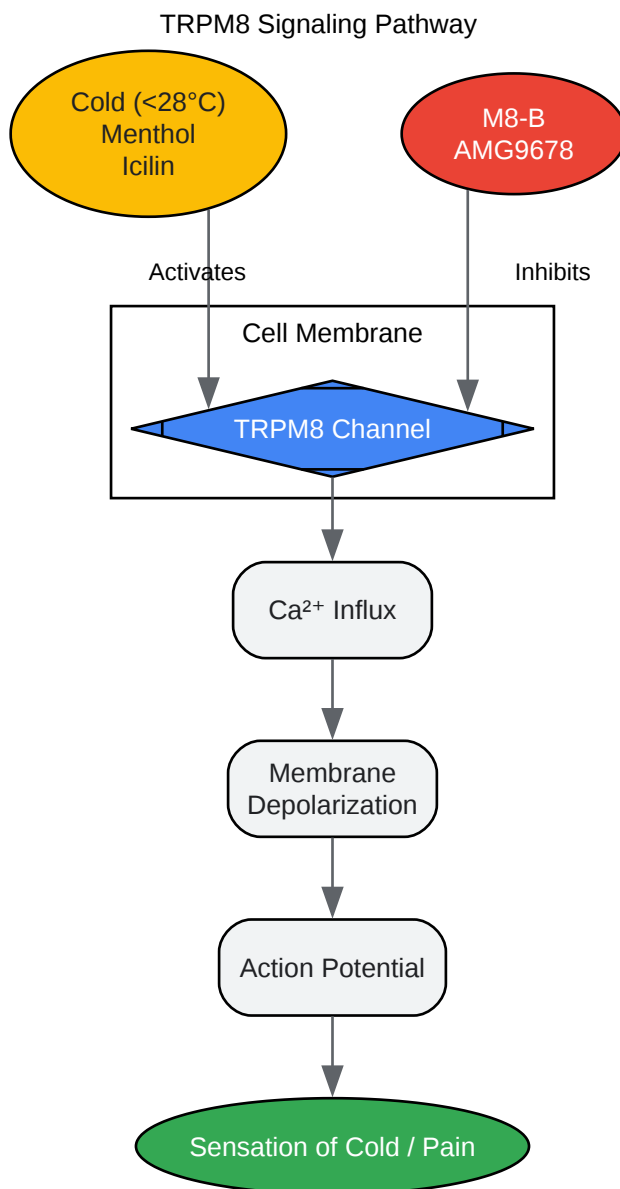 TRPM8 Signaling Pathway
Cold (<28°C)
Menthol
Icilin
M8-B
AMG9678
Activates
Inhibits
Cell Membrane
TRPM8 Channel
Ca²⁺ Influx
Membrane
Depolarization
Action Potential
Sensation of Cold / Pain